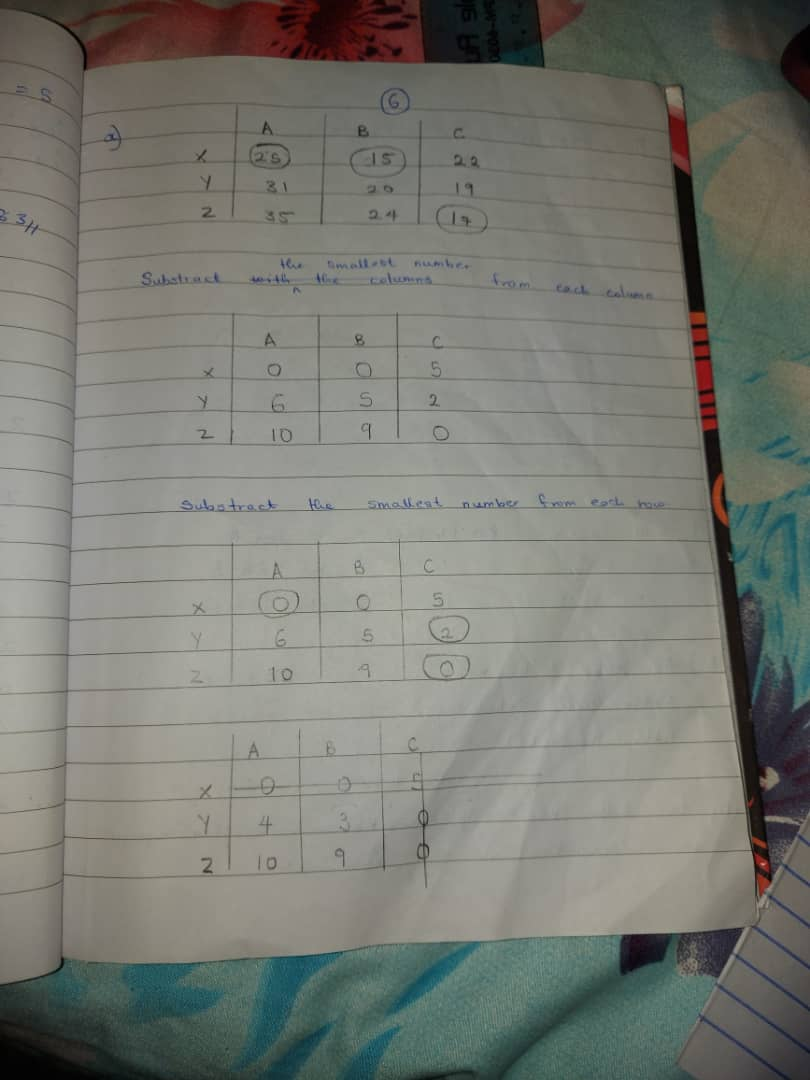 = 5
6
a)
A B C
X 25 15 22
Y 31 20 19
Z 35 24 17
the smallest number
Substract with the columns from each column
A B C
X 0 0 5
Y 6 5 2
Z 10 9 0
Substract the smallest number from each row
A B C
X 0 0 5
Y 6 5 2
Z 10 9 0
A B C
X 0 0 5
Y 4 3 0
Z 10 9 0